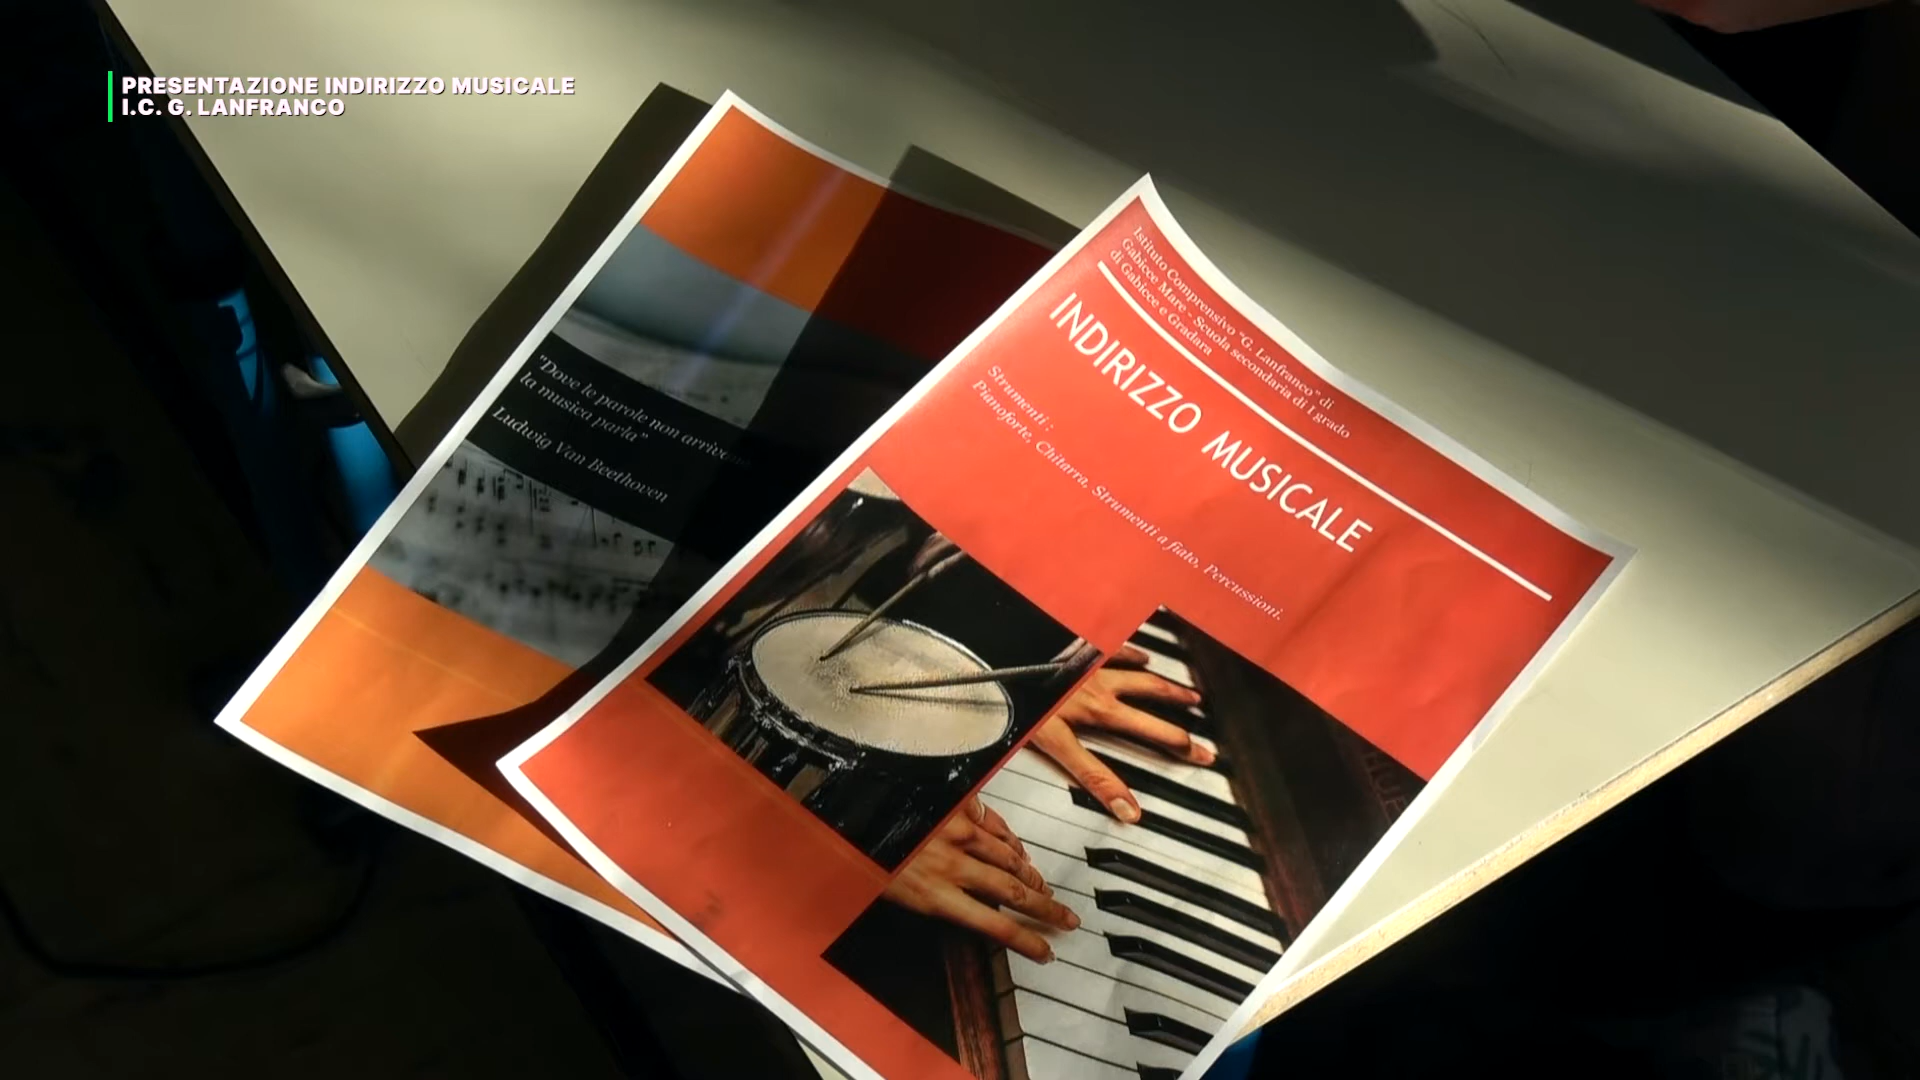 PRESENTAZIONE INDIRIZZO MUSICALE
I.C. G. LANFRANCO
"Dove le parole non arrivano
la musica parla"
Ludwig Van Beethoven
Istituto Comprensivo "G. Lanfranco" di
Gabicce Mare - Scuola secondaria di I grado
di Gabicce e Gradara
INDIRIZZO MUSICALE
Strumenti :
Pianoforte, Chitarra, Strumenti a fiato, Percussioni.